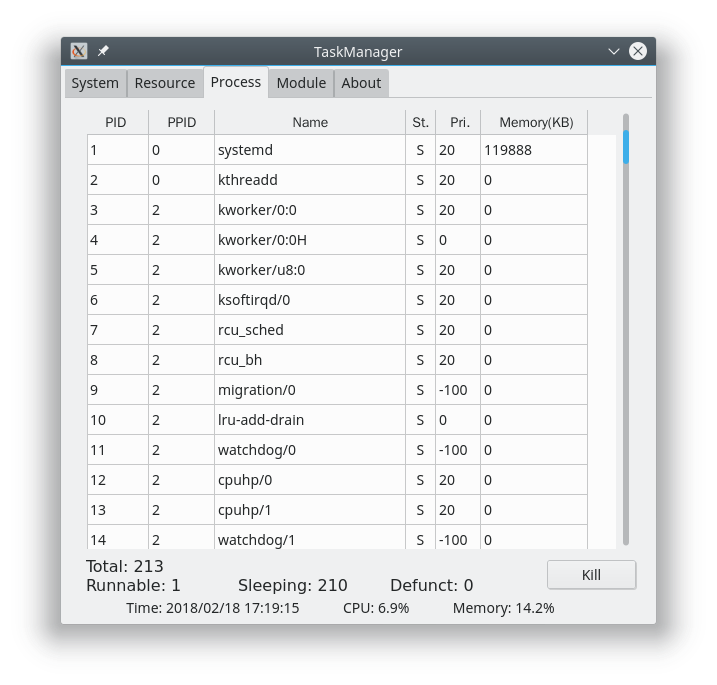 TaskManager
System Resource Process Module About
PID PPID Name St. Pri. Memory(KB)
1 0 systemd S 20 119888
2 0 kthreadd S 20 0
3 2 kworker/0:0 S 20 0
4 2 kworker/0:0H S 0 0
5 2 kworker/u8:0 S 20 0
6 2 ksoftirqd/0 S 20 0
7 2 rcu_sched S 20 0
8 2 rcu_bh S 20 0
9 2 migration/0 S -100 0
10 2 lru-add-drain S 0 0
11 2 watchdog/0 S -100 0
12 2 cpuhp/0 S 20 0
13 2 cpuhp/1 S 20 0
14 2 watchdog/1 S -100 0
Total: 213
Runnable: 1 Sleeping: 210 Defunct: 0
Kill
Time: 2018/02/18 17:19:15 CPU: 6.9% Memory: 14.2%